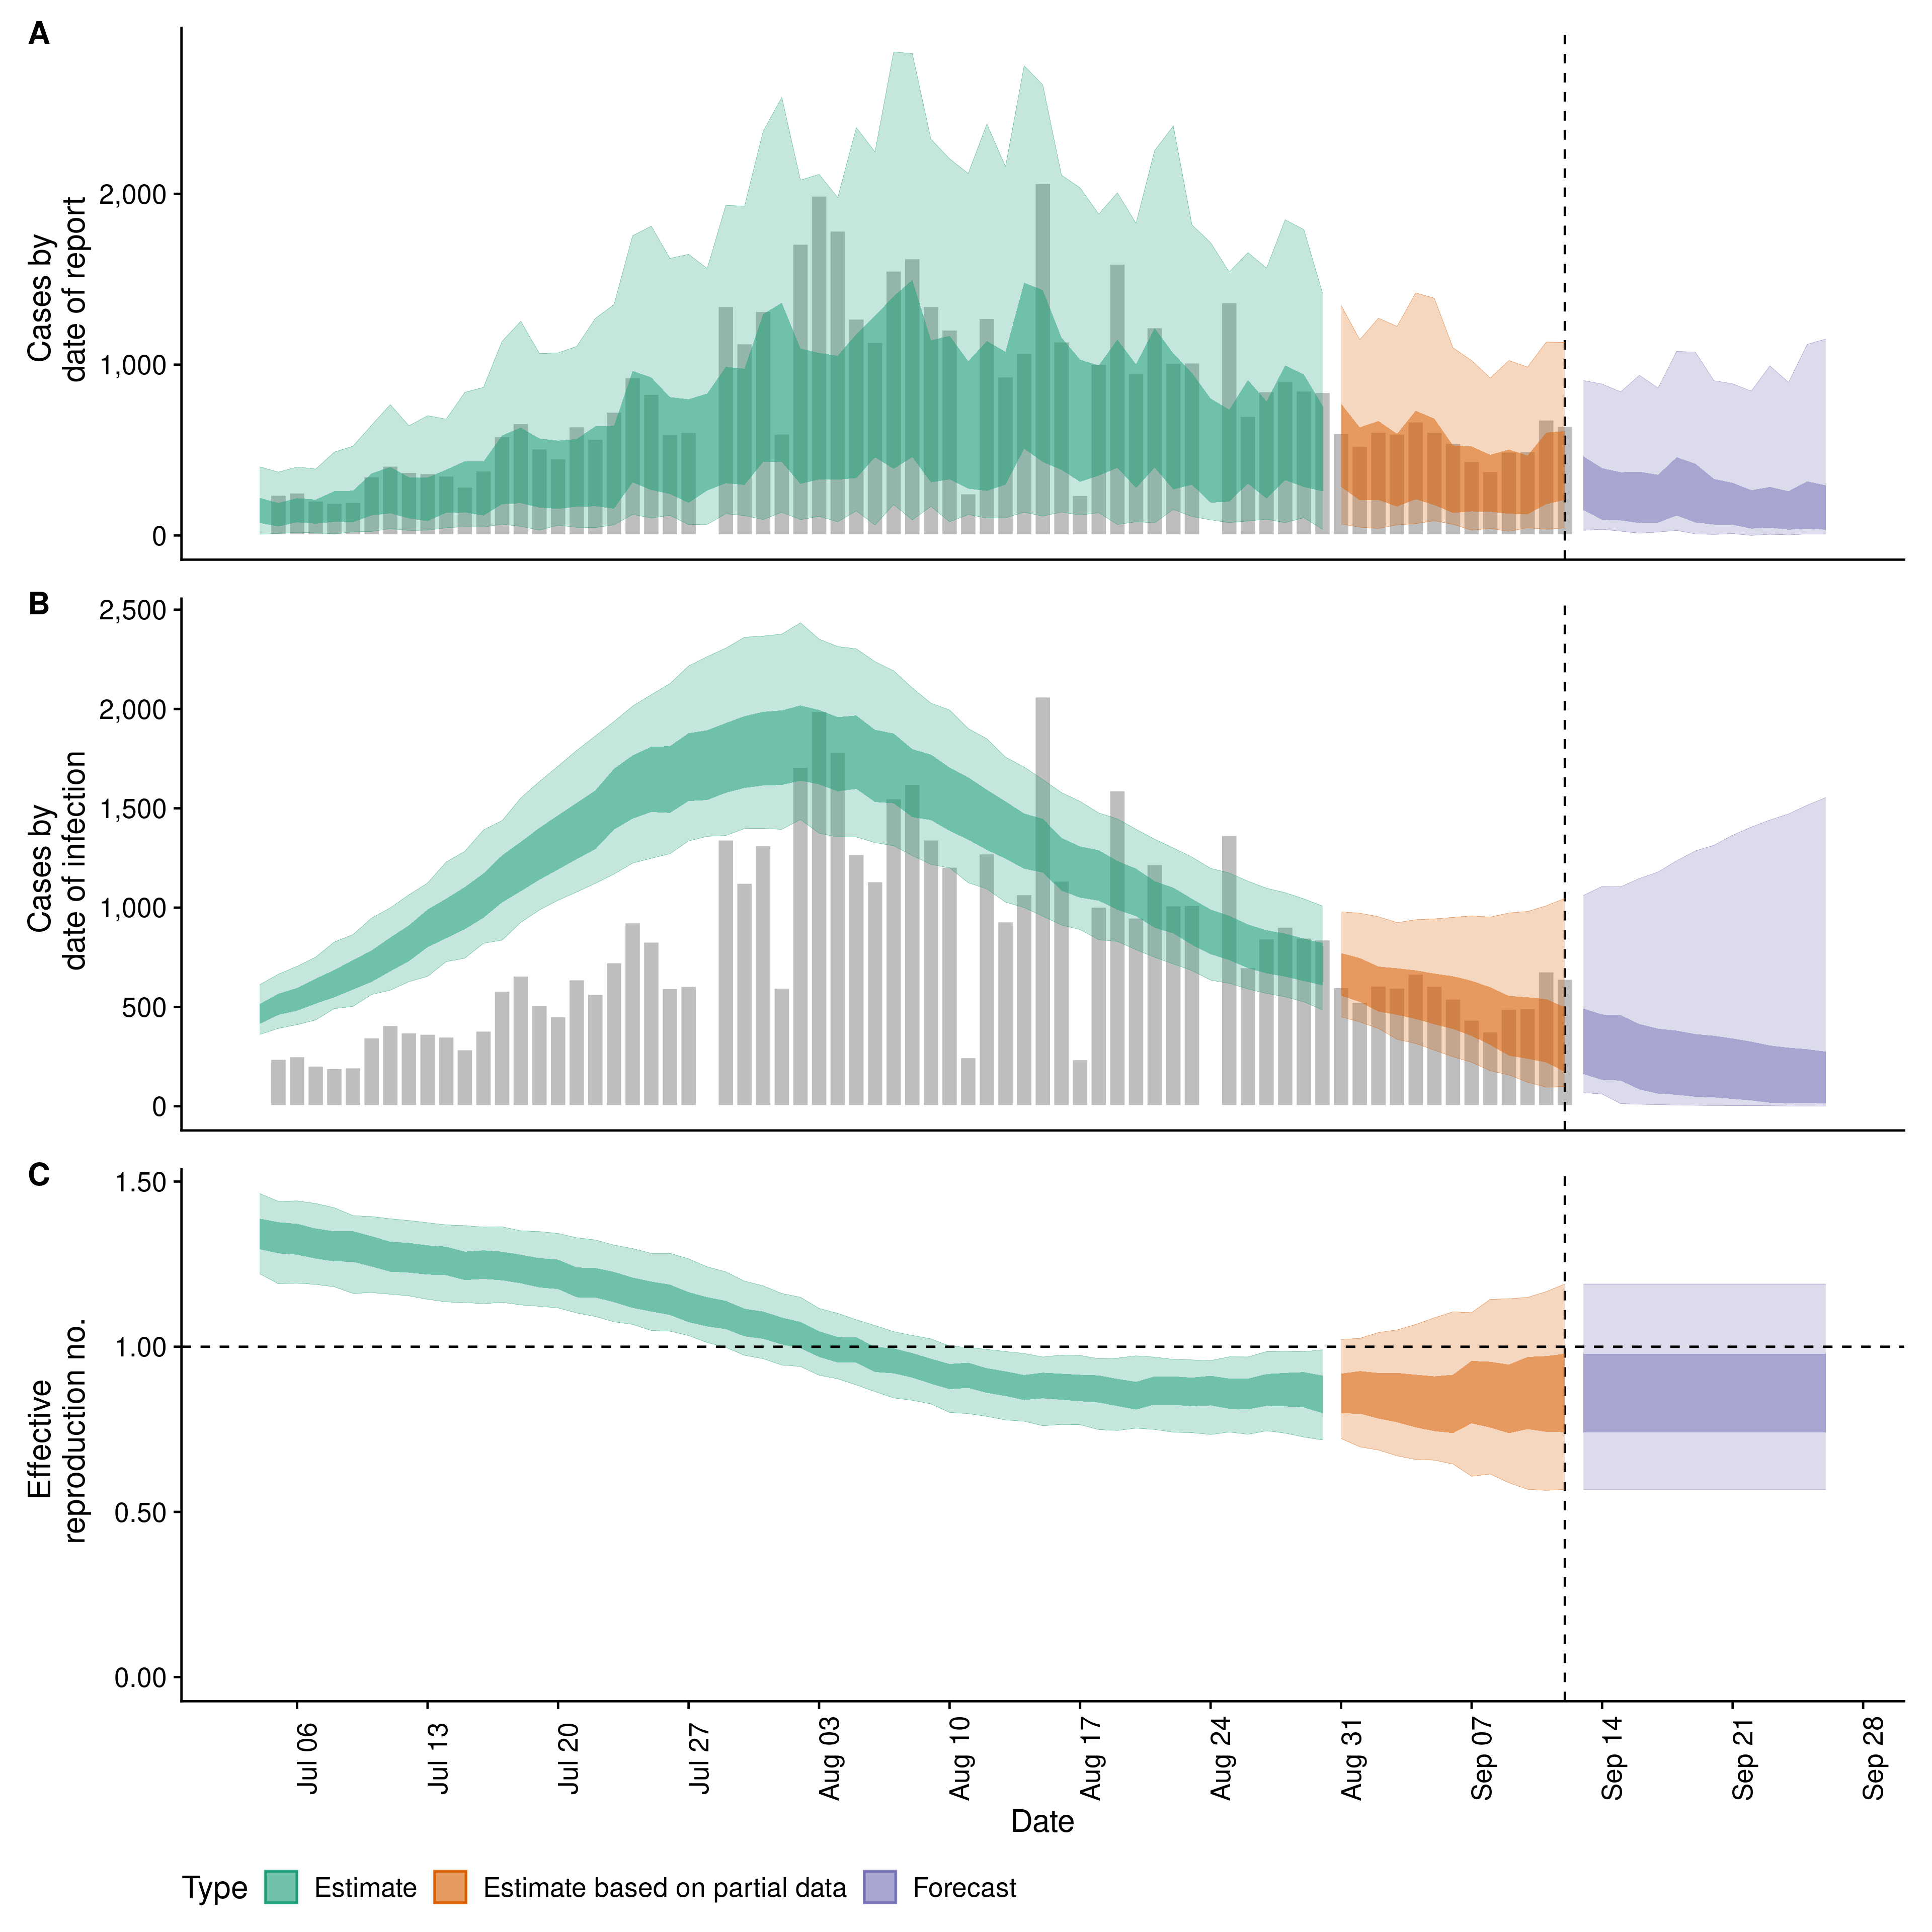 A
Cases by
date of report
2,000
1,000
0
B
Cases by
date of infection
2,500
2,000
1,500
1,000
500
0
C
Effective
reproduction no.
1.50
1.00
0.50
0.00
Jul 06
Jul 13
Jul 20
Jul 27
Aug 03
Aug 10
Aug 17
Aug 24
Aug 31
Sep 07
Sep 14
Sep 21
Sep 28
Date
Type Estimate Estimate based on partial data Forecast